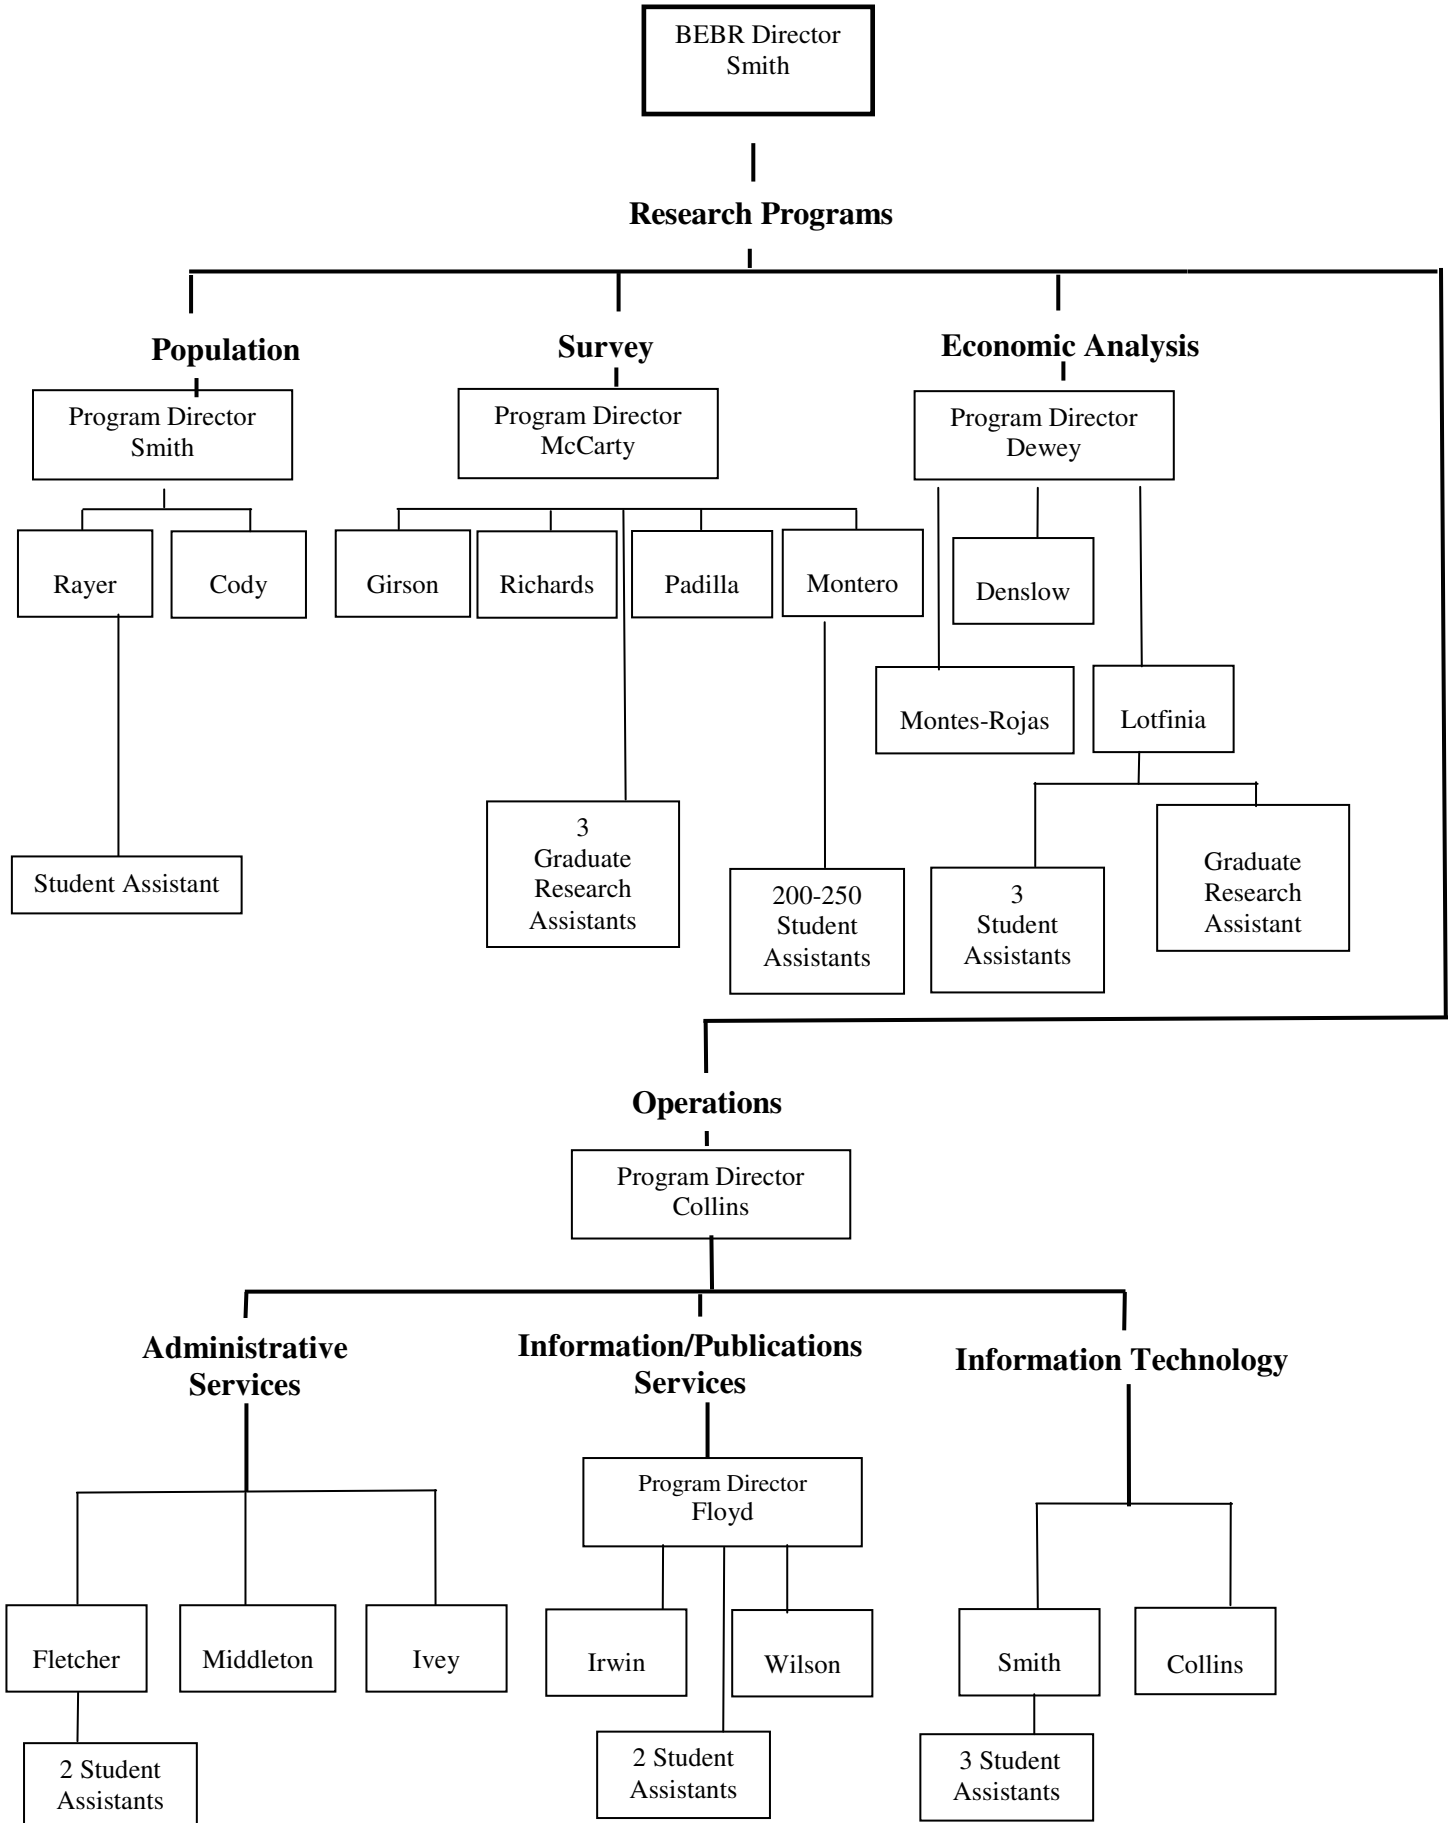 BEBR Director
Smith
Research Programs
Population
Survey
Economic Analysis
Program Director
Smith
Program Director
McCarty
Program Director
Dewey
Rayer
Cody
Girson
Richards
Padilla
Montero
Denslow
Montes-Rojas
Lotfinia
Student Assistant
3
Graduate
Research
Assistants
200-250
Student
Assistants
3
Student
Assistants
Graduate
Research
Assistant
Operations
Program Director
Collins
Administrative
Services
Information/Publications
Services
Information Technology
Program Director
Floyd
Fletcher
Middleton
Ivey
Irwin
Wilson
Smith
Collins
2 Student
Assistants
2 Student
Assistants
3 Student
Assistants